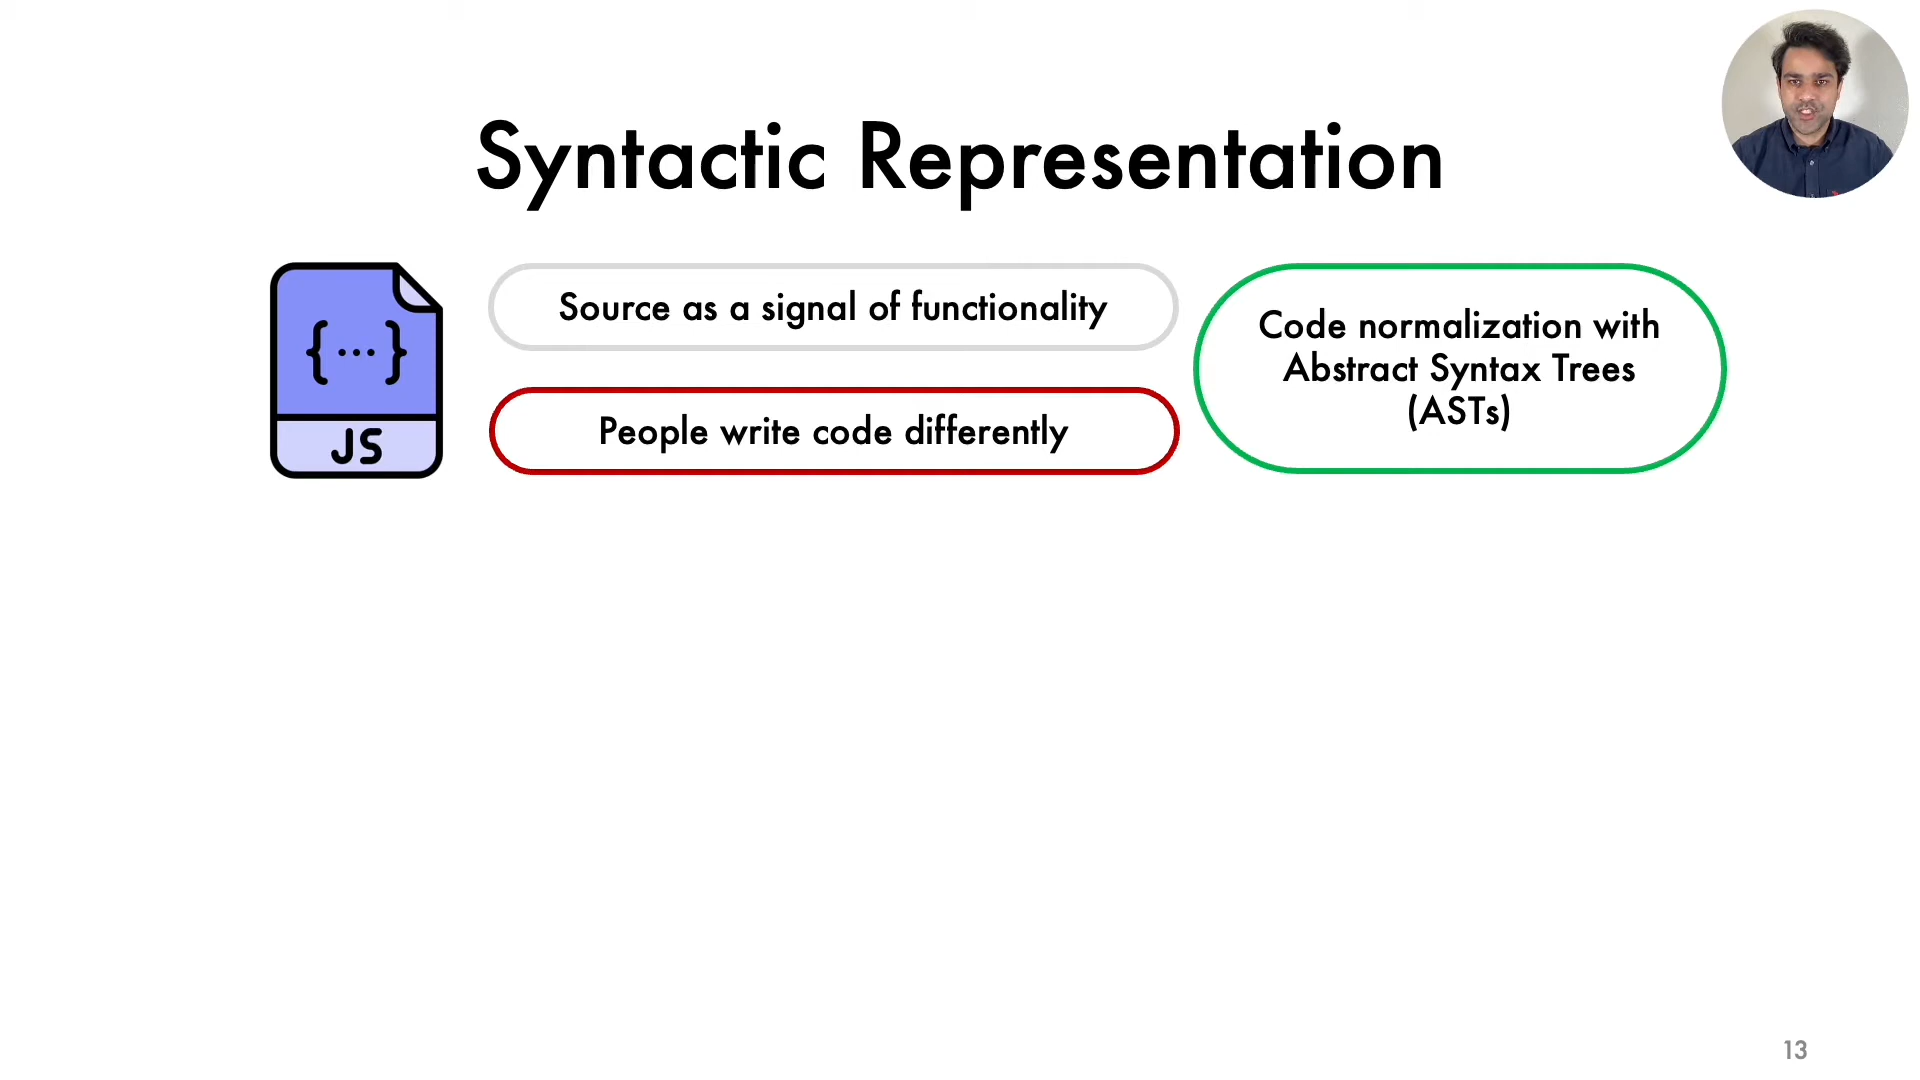 Syntactic Representation
{...}
JS
Source as a signal of functionality
People write code differently
Code normalization with
Abstract Syntax Trees
(ASTs)
13